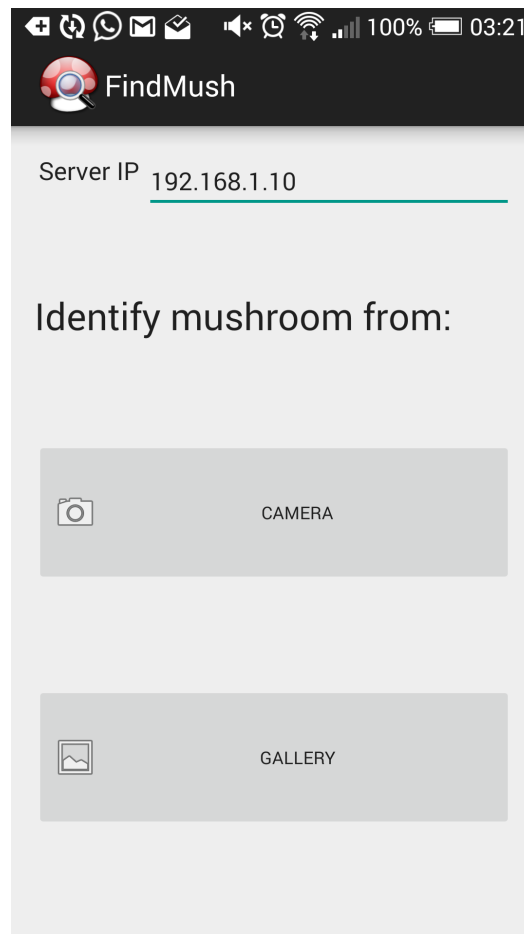 100% 03:21
FindMush
Server IP 192.168.1.10
Identify mushroom from:
CAMERA
GALLERY